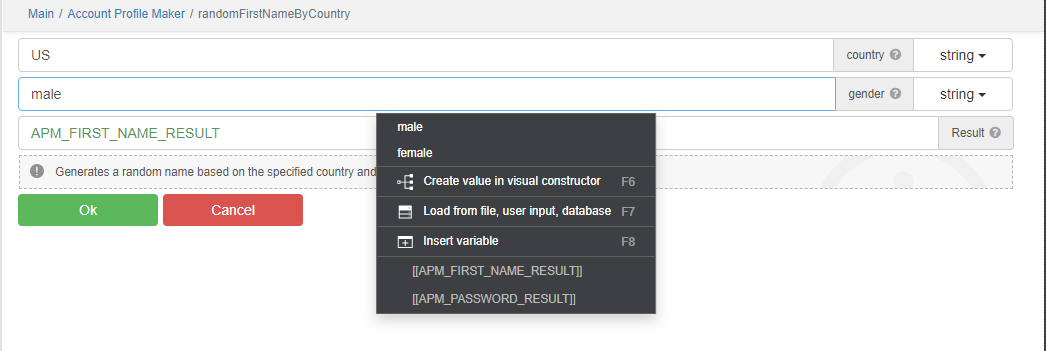 Main / Account Profile Maker / randomFirstNameByCountry
US country ? string
male gender ? string
APM_FIRST_NAME_RESULT Result ?
male
female
! Generates a random name based on the specified country and
Create value in visual constructor F6
Load from file, user input, database F7
Insert variable F8
[[APM_FIRST_NAME_RESULT]]
[[APM_PASSWORD_RESULT]]
Ok Cancel